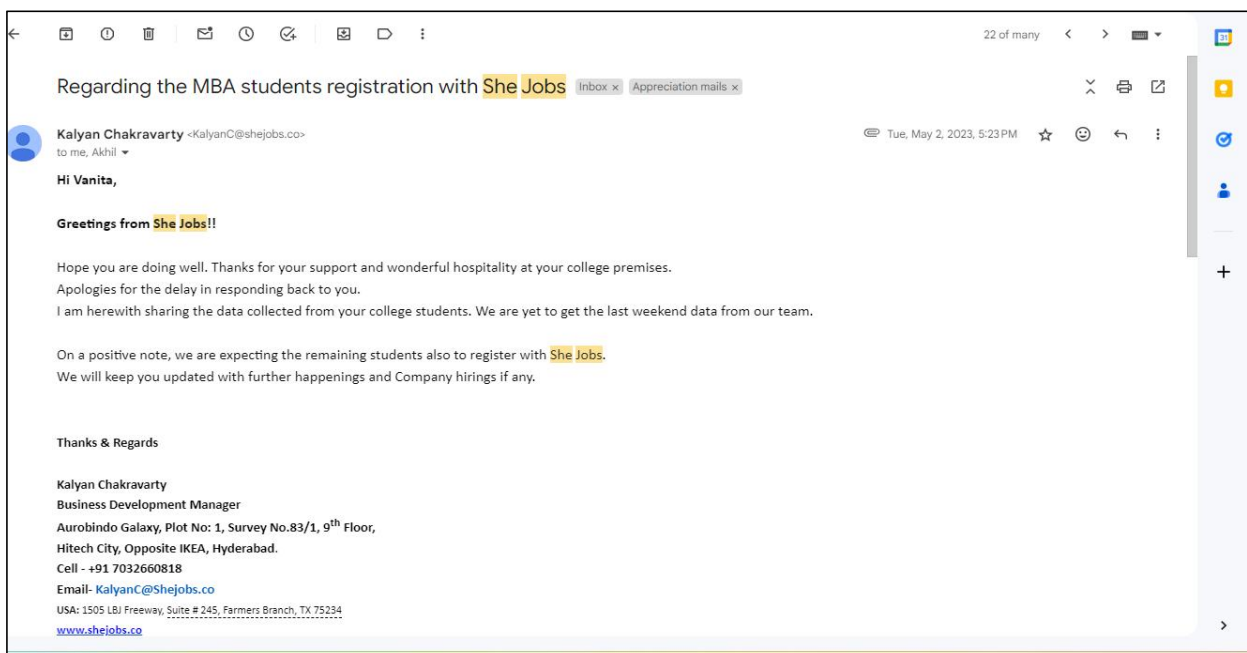 22 of many
31
Regarding the MBA students registration with She Jobs Inbox x Appreciation mails x
Kalyan Chakravarty <KalyanC@shejobs.co> Tue, May 2, 2023, 5:23 PM
to me, Akhil
Hi Vanita,
Greetings from She Jobs!!
Hope you are doing well. Thanks for your support and wonderful hospitality at your college premises.
Apologies for the delay in responding back to you.
I am herewith sharing the data collected from your college students. We are yet to get the last weekend data from our team.
On a positive note, we are expecting the remaining students also to register with She Jobs.
We will keep you updated with further happenings and Company hirings if any.
Thanks & Regards
Kalyan Chakravarty
Business Development Manager
Aurobindo Galaxy, Plot No: 1, Survey No.83/1, 9th Floor,
Hitech City, Opposite IKEA, Hyderabad.
Cell - +91 7032660818
Email- KalyanC@Shejobs.co
USA: 1505 LBJ Freeway, Suite # 245, Farmers Branch, TX 75234
www.shejobs.co